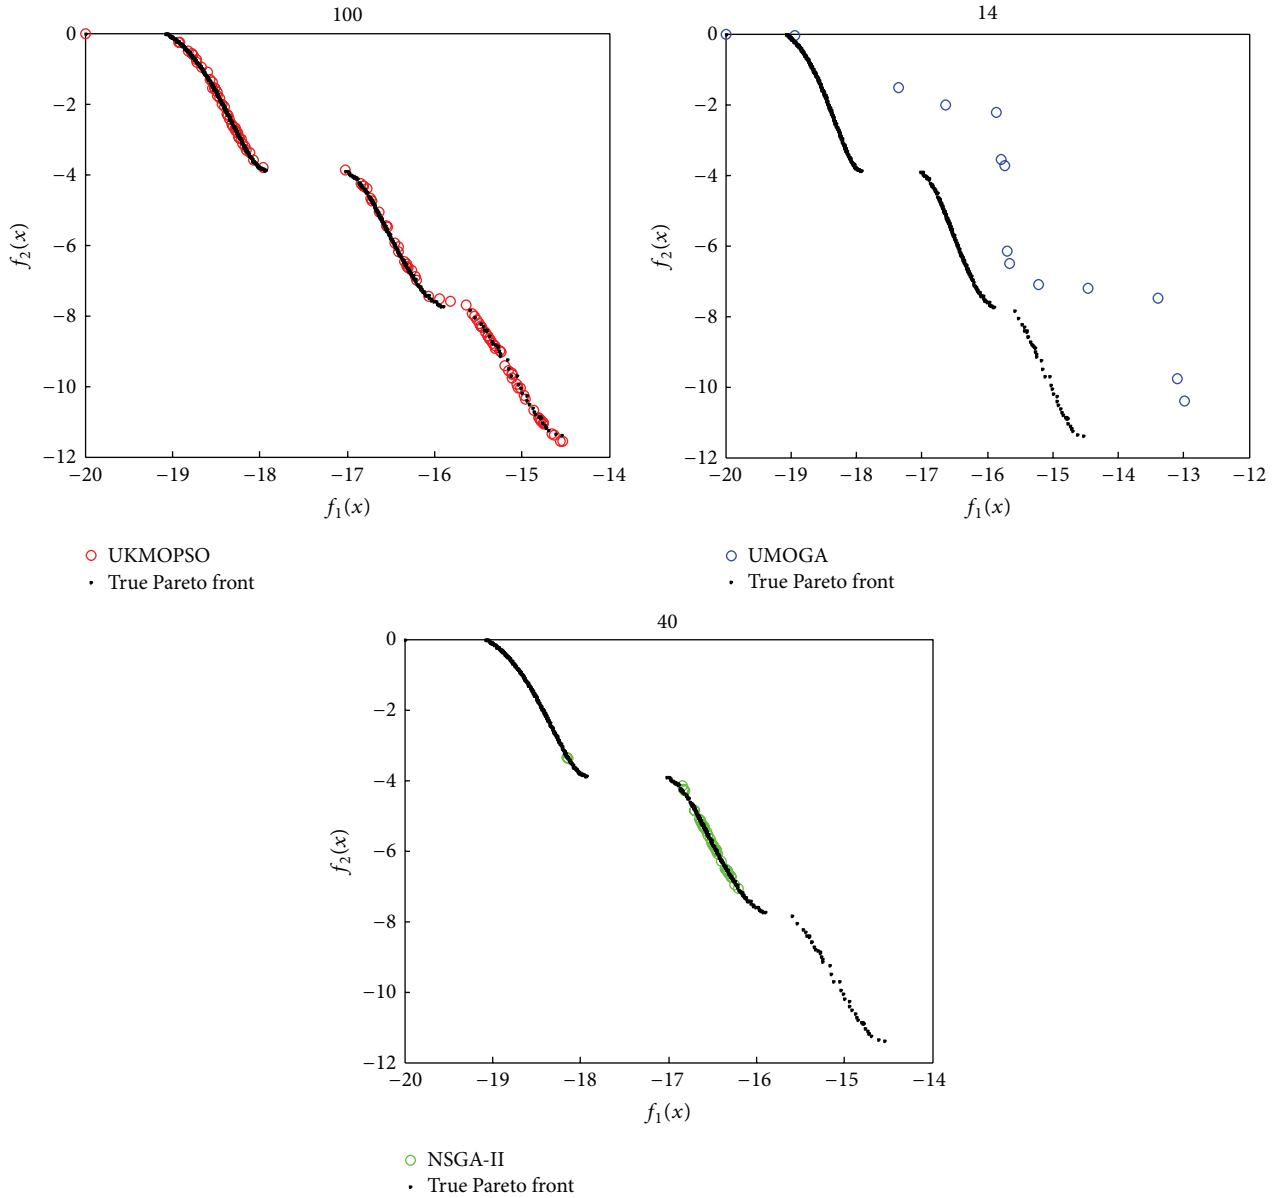 100
0
−2
−4
−6
−8
−10
−12
f2(x)
−20 −19 −18 −17 −16 −15 −14
f1(x)
UKMOPSO
True Pareto front
14
0
−2
−4
−6
−8
−10
−12
f2(x)
−20 −19 −18 −17 −16 −15 −14 −13 −12
f1(x)
UMOGA
True Pareto front
40
0
−2
−4
−6
−8
−10
−12
f2(x)
−20 −19 −18 −17 −16 −15 −14
f1(x)
NSGA-II
True Pareto front